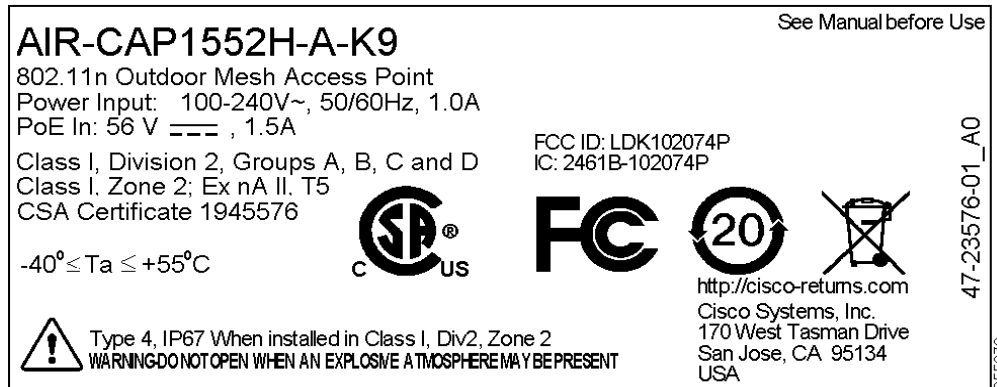 See Manual before Use
AIR-CAP1552H-A-K9
802.11n Outdoor Mesh Access Point
Power Input: 100-240V~, 50/60Hz, 1.0A
PoE In: 56 V ⎓ , 1.5A
Class I, Division 2, Groups A, B, C and D
Class I, Zone 2; Ex nA II, T5
CSA Certificate 1945576
-40°≤Ta ≤ +55°C
FCC ID: LDK102074P
IC: 2461B-102074P
C SA ® US
FC
20
http://cisco-returns.com
Cisco Systems, Inc.
170 West Tasman Drive
San Jose, CA 95134
USA
47-23576-01_A0
Type 4, IP67 When installed in Class I, Div2, Zone 2
WARNING-DO NOT OPEN WHEN AN EXPLOSIVE ATMOSPHERE MAY BE PRESENT